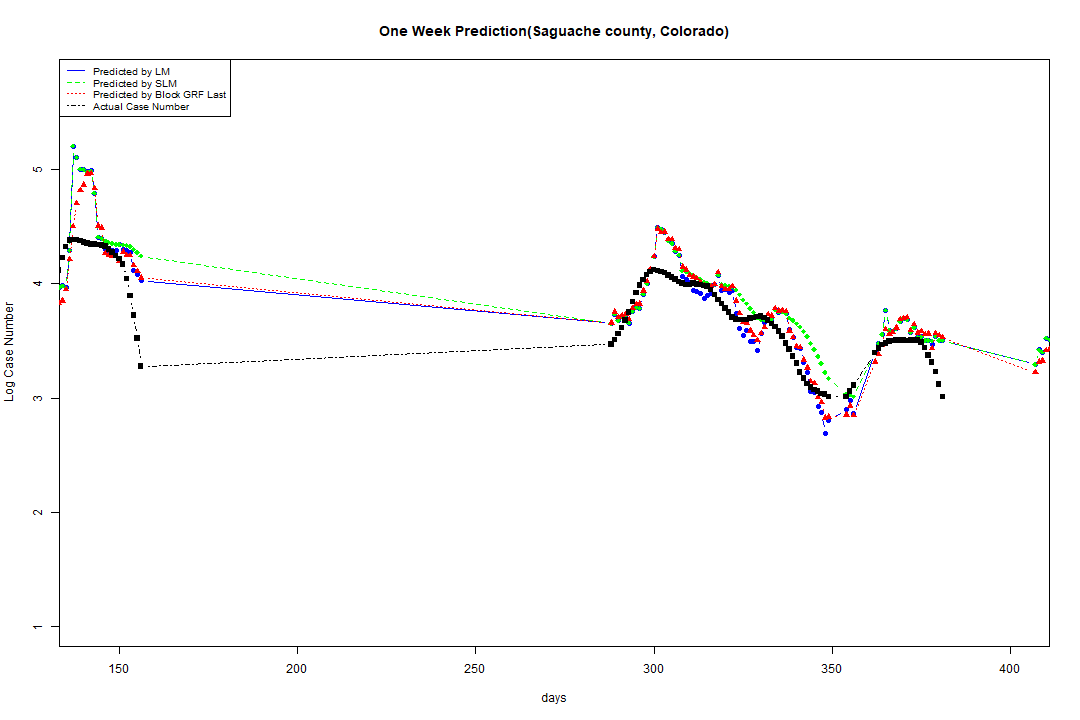 One Week Prediction(Saguache county, Colorado)
Predicted by LM
Predicted by SLM
Predicted by Block GRF Last
Actual Case Number
Log Case Number
5
4
3
2
1
150
200
250
300
350
400
days